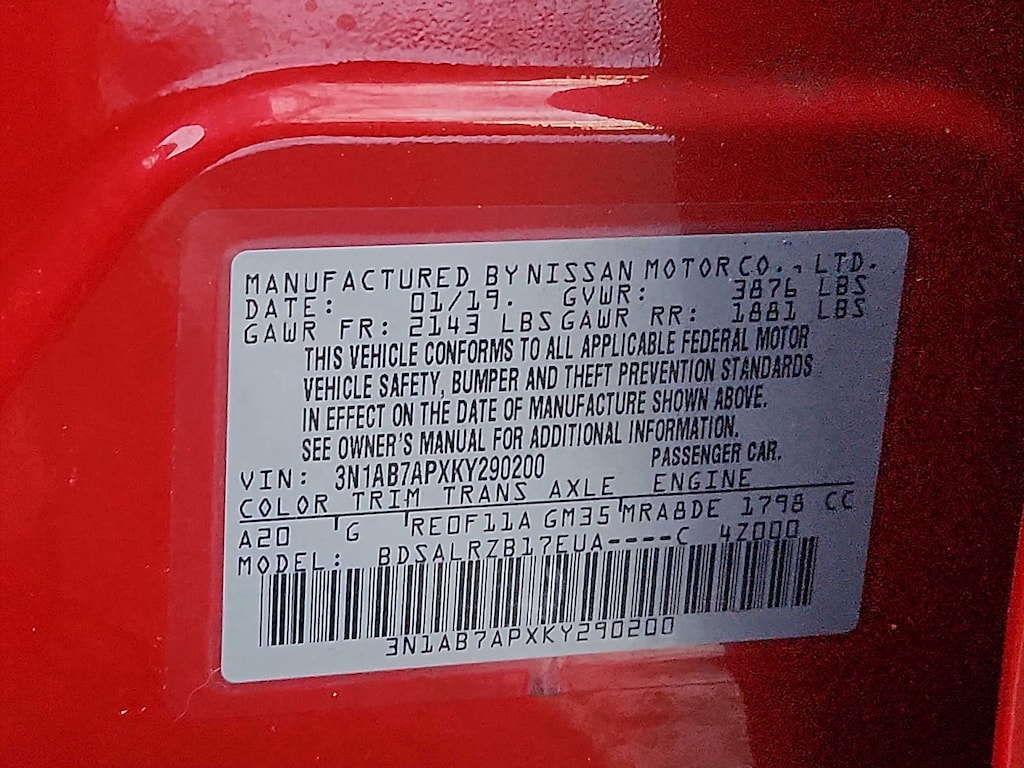 MANUFACTURED BY NISSAN MOTOR CO., LTD.
DATE: 01/19. GVWR: 3876 LBS
GAWR FR: 2143 LBS GAWR RR: 1881 LBS
THIS VEHICLE CONFORMS TO ALL APPLICABLE FEDERAL MOTOR
VEHICLE SAFETY, BUMPER AND THEFT PREVENTION STANDARDS
IN EFFECT ON THE DATE OF MANUFACTURE SHOWN ABOVE.
SEE OWNER'S MANUAL FOR ADDITIONAL INFORMATION.
VIN: 3N1AB7APXKY290200 PASSENGER CAR.
COLOR TRIM TRANS AXLE ENGINE
A20 G RE0F11A GM35 MRA8DE 1798 CC
MODEL: BDSALRZB17EUA----C 4Z000
3N1AB7APXKY290200